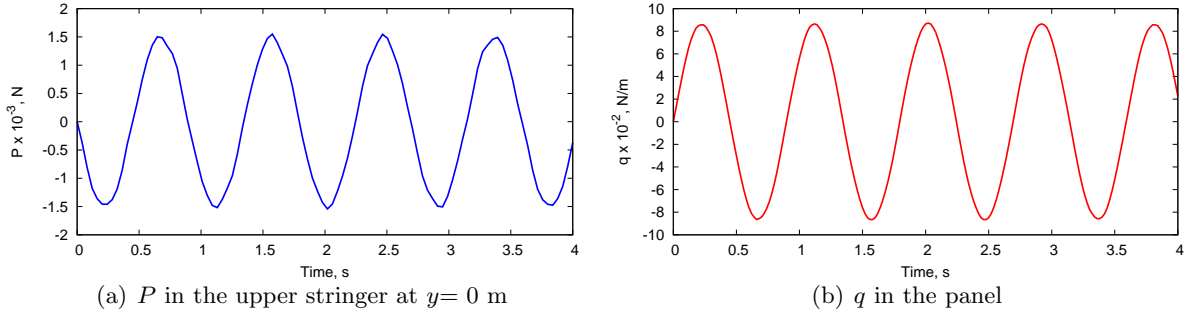 2
1.5
1
0.5
0
-0.5
-1
-1.5
-2
P x 10^-3, N
0 0.5 1 1.5 2 2.5 3 3.5 4
Time, s
(a) P in the upper stringer at y= 0 m
10
8
6
4
2
0
-2
-4
-6
-8
-10
q x 10^-2, N/m
0 0.5 1 1.5 2 2.5 3 3.5 4
Time, s
(b) q in the panel